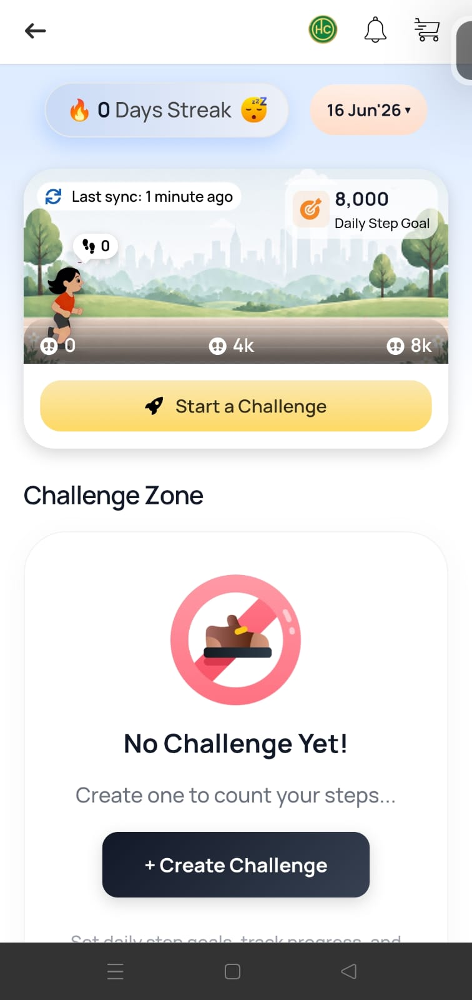 HC
0 Days Streak
16 Jun'26
Last sync: 1 minute ago
8,000
Daily Step Goal
0
0
4k
8k
Start a Challenge
Challenge Zone
No Challenge Yet!
Create one to count your steps...
+ Create Challenge
Set daily step goals, track progress, and